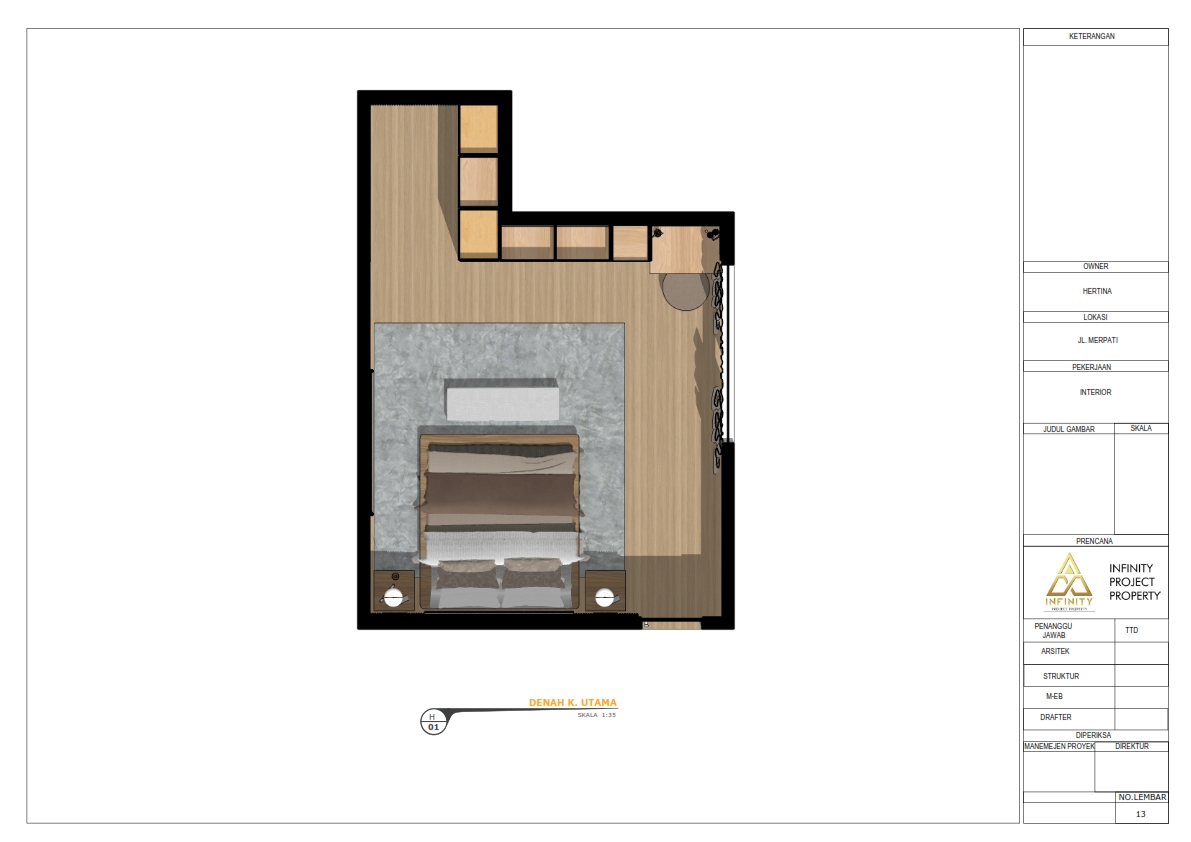 DENAH K. UTAMA
SKALA 1:35
H
01
KETERANGAN
OWNER
HERTINA
LOKASI
JL. MERPATI
PEKERJAAN
INTERIOR
JUDUL GAMBAR
SKALA
PRENCANA
INFINITY
PROJECT PROPERTY
INFINITY
PROJECT
PROPERTY
PENANGGU
JAWAB
TTD
ARSITEK
STRUKTUR
M-EB
DRAFTER
DIPERIKSA
MANEMEJEN PROYEK
DIREKTUR
NO.LEMBAR
13